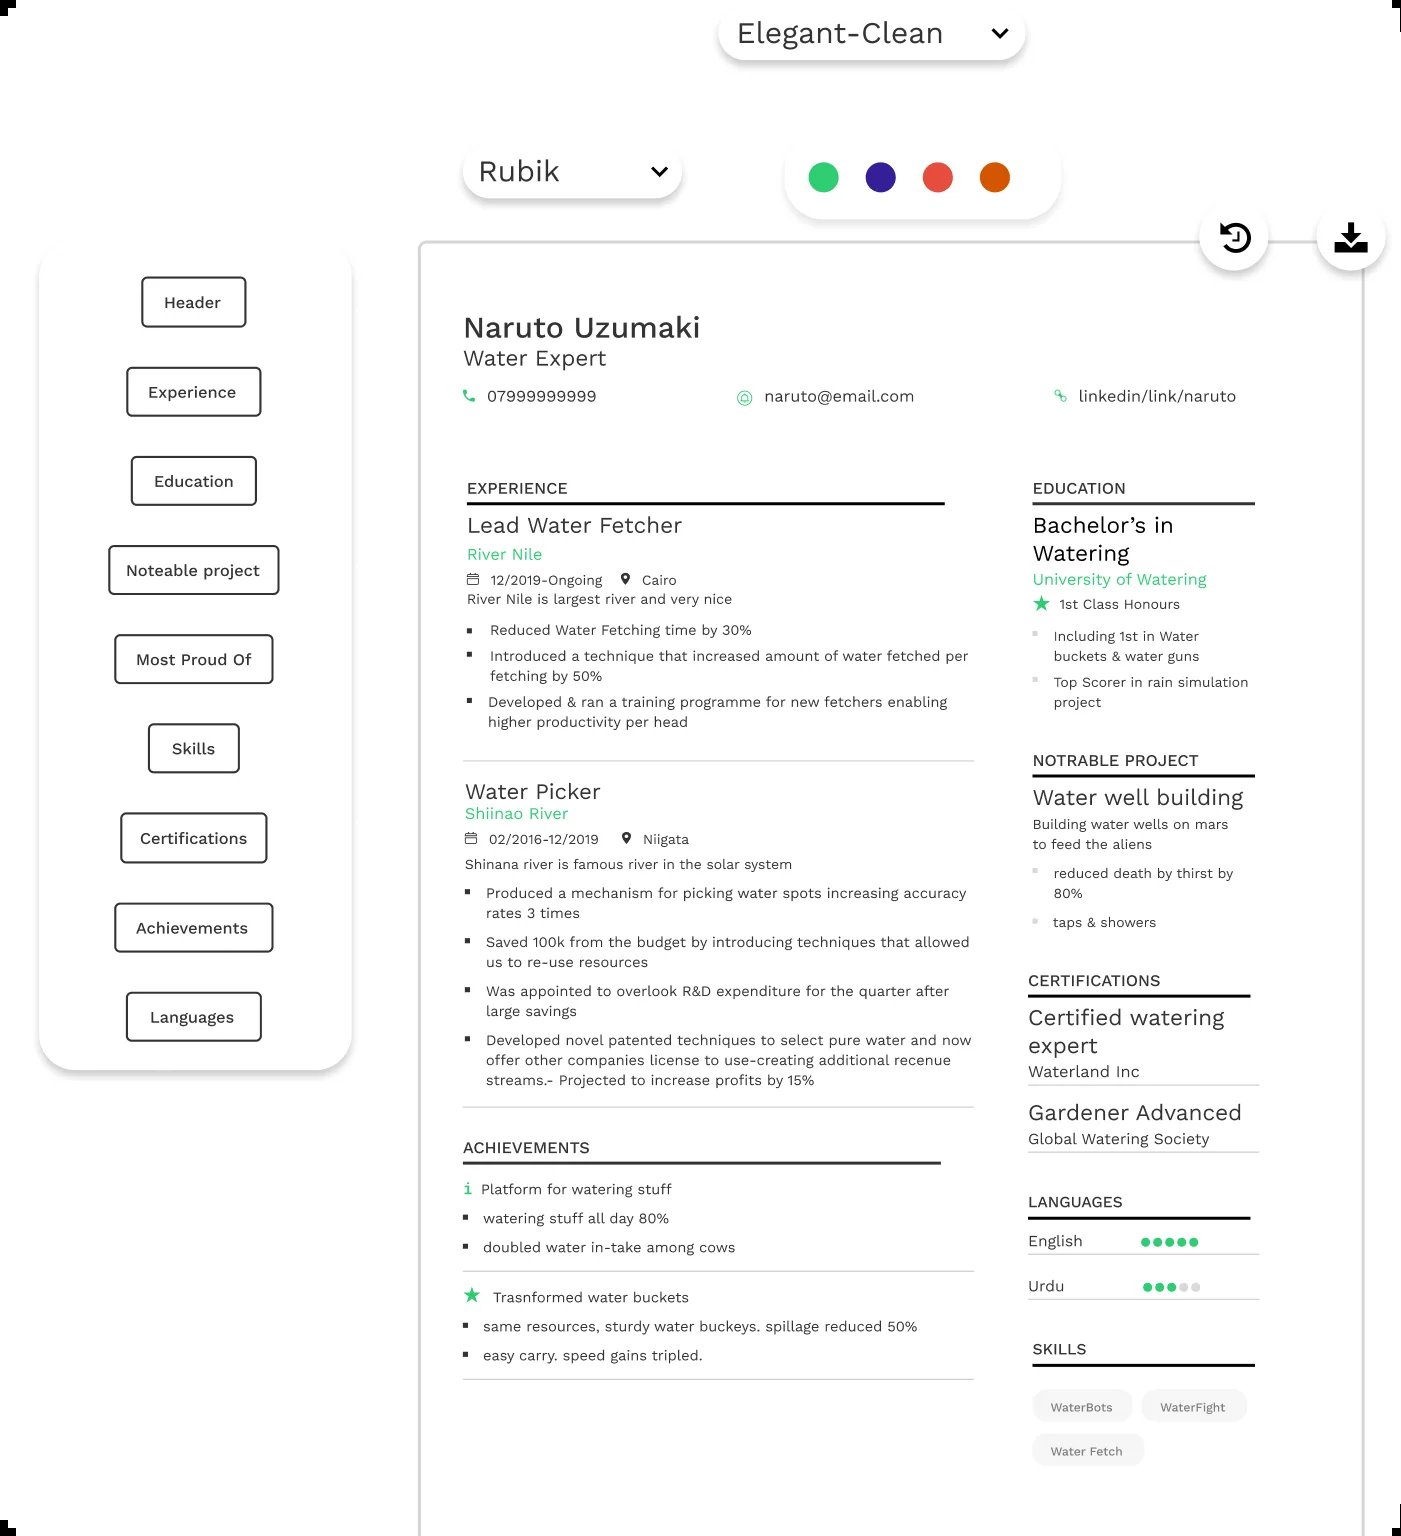 Elegant-Clean
Rubik
Header
Experience
Education
Noteable project
Most Proud Of
Skills
Certifications
Achievements
Languages
Naruto Uzumaki
Water Expert
07999999999
naruto@email.com
linkedin/link/naruto
EXPERIENCE
Lead Water Fetcher
River Nile
12/2019-Ongoing Cairo
River Nile is largest river and very nice
Reduced Water Fetching time by 30%
Introduced a technique that increased amount of water fetched per
fetching by 50%
Developed & ran a training programme for new fetchers enabling
higher productivity per head
Water Picker
Shiinao River
02/2016-12/2019 Niigata
Shinana river is famous river in the solar system
Produced a mechanism for picking water spots increasing accuracy
rates 3 times
Saved 100k from the budget by introducing techniques that allowed
us to re-use resources
Was appointed to overlook R&D expenditure for the quarter after
large savings
Developed novel patented techniques to select pure water and now
offer other companies license to use-creating additional recenue
streams.- Projected to increase profits by 15%
ACHIEVEMENTS
i Platform for watering stuff
watering stuff all day 80%
doubled water in-take among cows
Trasnformed water buckets
same resources, sturdy water buckeys. spillage reduced 50%
easy carry. speed gains tripled.
EDUCATION
Bachelor’s in
Watering
University of Watering
1st Class Honours
Including 1st in Water
buckets & water guns
Top Scorer in rain simulation
project
NOTRABLE PROJECT
Water well building
Building water wells on mars
to feed the aliens
reduced death by thirst by
80%
taps & showers
CERTIFICATIONS
Certified watering
expert
Waterland Inc
Gardener Advanced
Global Watering Society
LANGUAGES
English
Urdu
SKILLS
WaterBots
WaterFight
Water Fetch